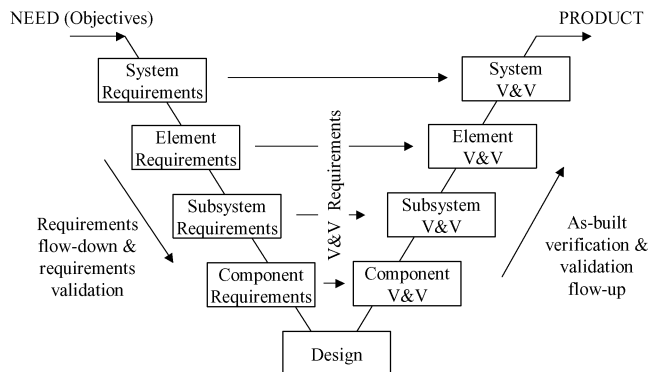 NEED (Objectives)
PRODUCT
System
Requirements
System
V&V
Element
Requirements
Element
V&V
Subsystem
Requirements
Subsystem
V&V
Component
Requirements
Component
V&V
V&V Requirements
Requirements
flow-down &
requirements
validation
As-built
verification &
validation
flow-up
Design